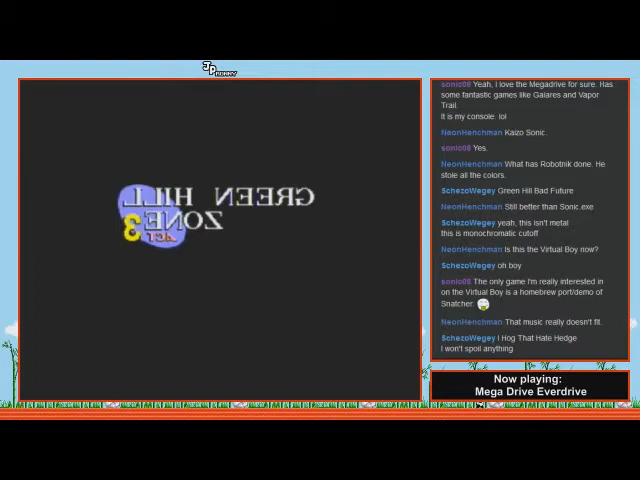 JP
RONNY
GREEN HILL
ZONE 3
ACT
sonic08 Yeah, I love the Megadrive for sure. Has
some fantastic games like Gaiares and Vapor
Trail.
It is my console. lol
NeonHenchman Kaizo Sonic.
sonic08 Yes.
NeonHenchman What has Robotnik done. He
stole all the colors.
SchezoWegey Green Hill Bad Future
NeonHenchman Still better than Sonic.exe
SchezoWegey yeah, this isn't metal
this is monochromatic cutoff
NeonHenchman Is this the Virtual Boy now?
SchezoWegey oh boy
sonic08 The only game I'm really interested in
on the Virtual Boy is a homebrew port/demo of
Snatcher.
NeonHenchman That music really doesn't fit.
SchezoWegey I Hog That Hate Hedge
I won't spoil anything
Now playing:
Mega Drive Everdrive